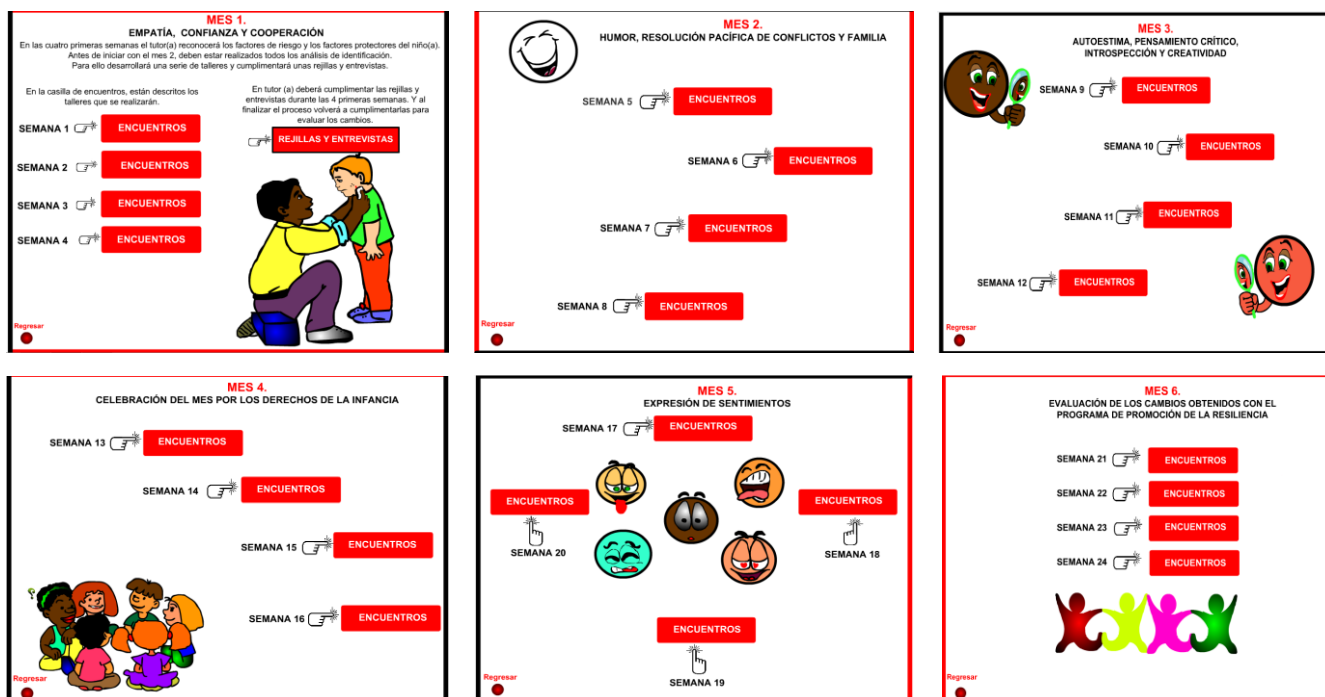 MES 1.
EMPATÍA, CONFIANZA Y COOPERACIÓN
En las cuatro primeras semanas el tutor(a) reconocerá los factores de riesgo y los factores protectores del niño(a).
Antes de iniciar con el mes 2, deben estar realizados todos los análisis de identificación.
Para ello desarrollará una serie de talleres y cumplimentará unas rejillas y entrevistas.
En la casilla de encuentros, están descritos los
talleres que se realizarán.
SEMANA 1 ENCUENTROS
SEMANA 2 ENCUENTROS
SEMANA 3 ENCUENTROS
SEMANA 4 ENCUENTROS
En tutor (a) deberá cumplimentar las rejillas y
entrevistas durante las 4 primeras semanas. Y al
finalizar el proceso volverá a cumplimentarlas para
evaluar los cambios.
REJILLAS Y ENTREVISTAS
Regresar
MES 2.
HUMOR, RESOLUCIÓN PACÍFICA DE CONFLICTOS Y FAMILIA
SEMANA 5 ENCUENTROS
SEMANA 6 ENCUENTROS
SEMANA 7 ENCUENTROS
SEMANA 8 ENCUENTROS
Regresar
MES 3.
AUTOESTIMA, PENSAMIENTO CRÍTICO,
INTROSPECCIÓN Y CREATIVIDAD
SEMANA 9 ENCUENTROS
SEMANA 10 ENCUENTROS
SEMANA 11 ENCUENTROS
SEMANA 12 ENCUENTROS
Regresar
MES 4.
CELEBRACIÓN DEL MES POR LOS DERECHOS DE LA INFANCIA
SEMANA 13 ENCUENTROS
SEMANA 14 ENCUENTROS
SEMANA 15 ENCUENTROS
SEMANA 16 ENCUENTROS
?
Regresar
MES 5.
EXPRESIÓN DE SENTIMIENTOS
SEMANA 17 ENCUENTROS
ENCUENTROS
SEMANA 20
ENCUENTROS
SEMANA 18
ENCUENTROS
SEMANA 19
Regresar
MES 6.
EVALUACIÓN DE LOS CAMBIOS OBTENIDOS CON EL
PROGRAMA DE PROMOCIÓN DE LA RESILIENCIA
SEMANA 21 ENCUENTROS
SEMANA 22 ENCUENTROS
SEMANA 23 ENCUENTROS
SEMANA 24 ENCUENTROS
Regresar